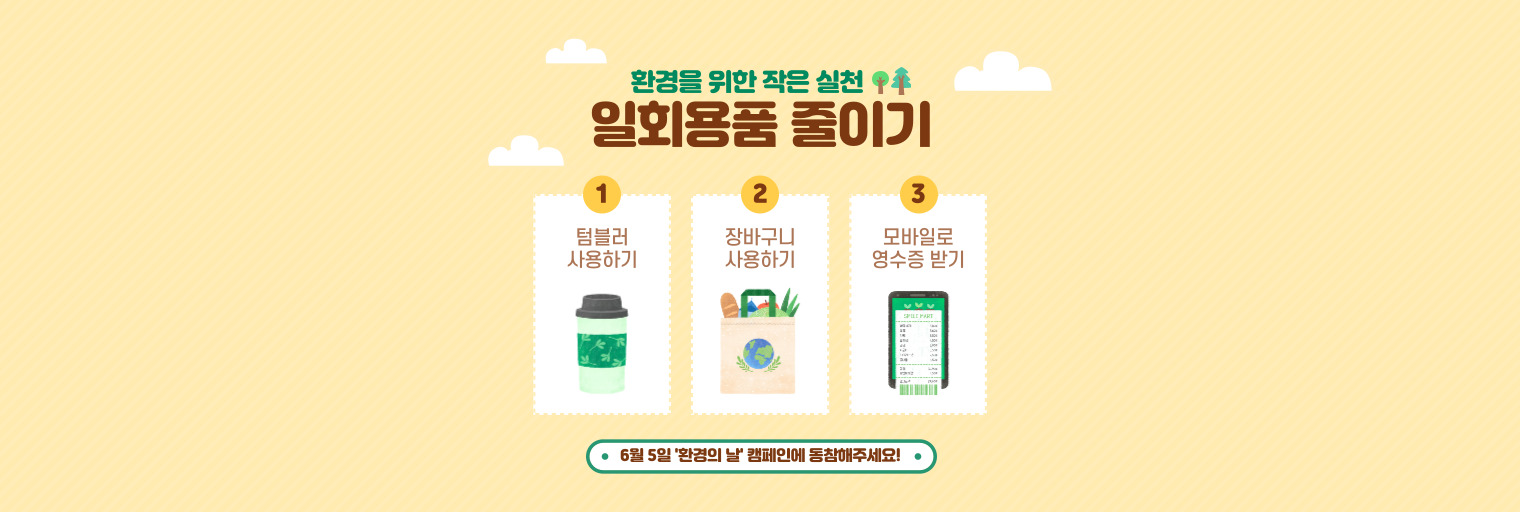 환경을 위한 작은 실천
일회용품 줄이기
1
텀블러
사용하기
2
장바구니
사용하기
3
모바일로
영수증 받기
6월 5일 '환경의 날' 캠페인에 동참해주세요!